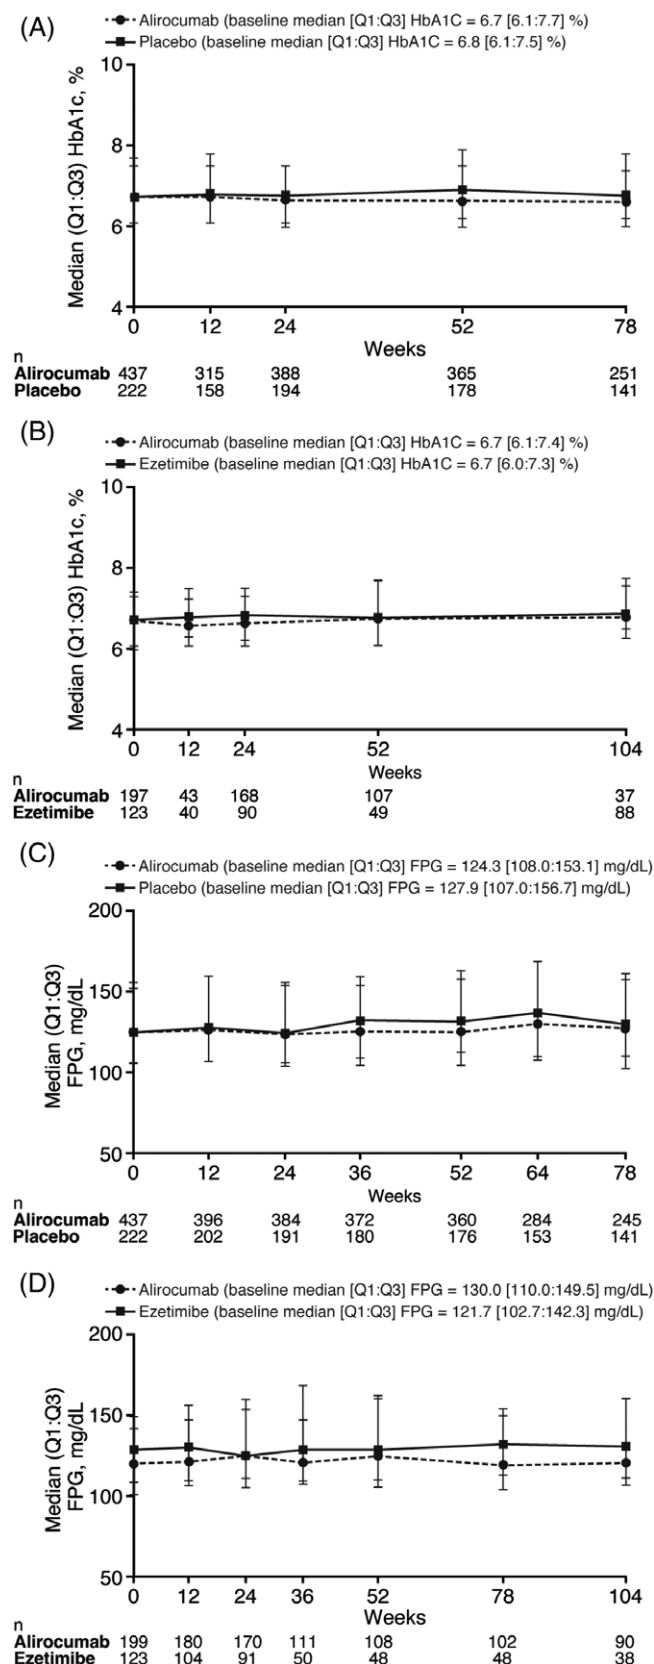 (A)
Alirocumab (baseline median [Q1:Q3] HbA1C = 6.7 [6.1:7.7] %)
Placebo (baseline median [Q1:Q3] HbA1C = 6.8 [6.1:7.5] %)
Median (Q1:Q3) HbA1c, %
10
8
6
4
0 12 24 52 78
Weeks
n
Alirocumab 437 315 388 365 251
Placebo 222 158 194 178 141
(B)
Alirocumab (baseline median [Q1:Q3] HbA1C = 6.7 [6.1:7.4] %)
Ezetimibe (baseline median [Q1:Q3] HbA1C = 6.7 [6.0:7.3] %)
Median (Q1:Q3) HbA1c, %
10
8
6
4
0 12 24 52 104
Weeks
n
Alirocumab 197 43 168 107 37
Ezetimibe 123 40 90 49 88
(C)
Alirocumab (baseline median [Q1:Q3] FPG = 124.3 [108.0:153.1] mg/dL)
Placebo (baseline median [Q1:Q3] FPG = 127.9 [107.0:156.7] mg/dL)
Median (Q1:Q3)
FPG, mg/dL
200
150
100
50
0 12 24 36 52 64 78
Weeks
n
Alirocumab 437 396 384 372 360 284 245
Placebo 222 202 191 180 176 153 141
(D)
Alirocumab (baseline median [Q1:Q3] FPG = 130.0 [110.0:149.5] mg/dL)
Ezetimibe (baseline median [Q1:Q3] FPG = 121.7 [102.7:142.3] mg/dL)
Median (Q1:Q3)
FPG, mg/dL
200
150
100
50
0 12 24 36 52 78 104
Weeks
n
Alirocumab 199 180 170 111 108 102 90
Ezetimibe 123 104 91 50 48 48 38